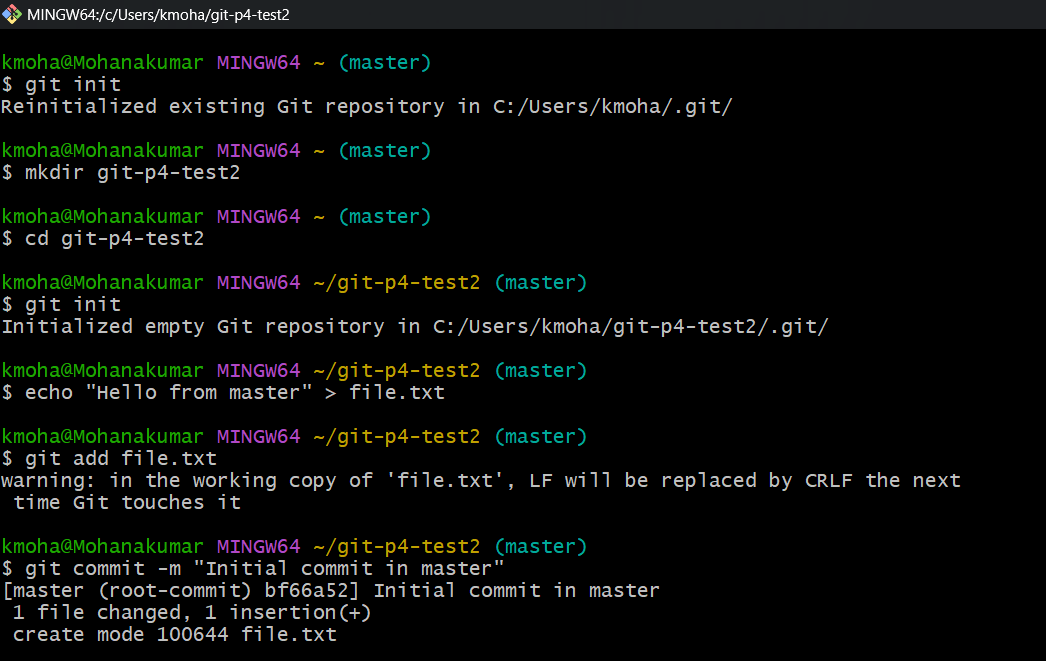 MINGW64:/c/Users/kmoha/git-p4-test2
kmoha@Mohanakumar MINGW64 ~ (master)
$ git init
Reinitialized existing Git repository in C:/Users/kmoha/.git/
kmoha@Mohanakumar MINGW64 ~ (master)
$ mkdir git-p4-test2
kmoha@Mohanakumar MINGW64 ~ (master)
$ cd git-p4-test2
kmoha@Mohanakumar MINGW64 ~/git-p4-test2 (master)
$ git init
Initialized empty Git repository in C:/Users/kmoha/git-p4-test2/.git/
kmoha@Mohanakumar MINGW64 ~/git-p4-test2 (master)
$ echo "Hello from master" > file.txt
kmoha@Mohanakumar MINGW64 ~/git-p4-test2 (master)
$ git add file.txt
warning: in the working copy of 'file.txt', LF will be replaced by CRLF the next
 time Git touches it
kmoha@Mohanakumar MINGW64 ~/git-p4-test2 (master)
$ git commit -m "Initial commit in master"
[master (root-commit) bf66a52] Initial commit in master
 1 file changed, 1 insertion(+)
 create mode 100644 file.txt